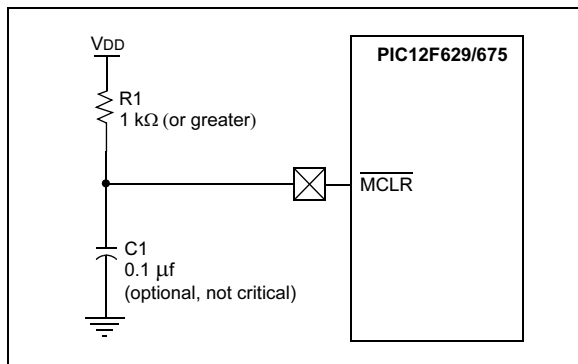 VDD
PIC12F629/675
R1
1 kΩ (or greater)
MCLR
C1
0.1 μf
(optional, not critical)